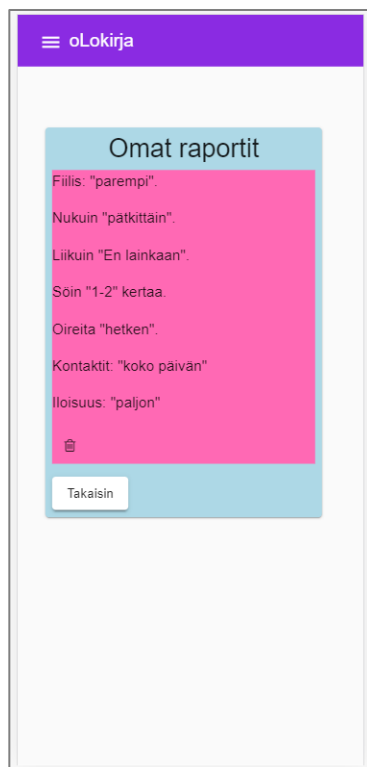 oLokirja
Omat raportit
Fiilis: "parempi".
Nukuin "pätkittäin".
Liikuin "En lainkaan".
Söin "1-2" kertaa.
Oireita "hetken".
Kontaktit: "koko päivän"
Iloisuus: "paljon"
Takaisin